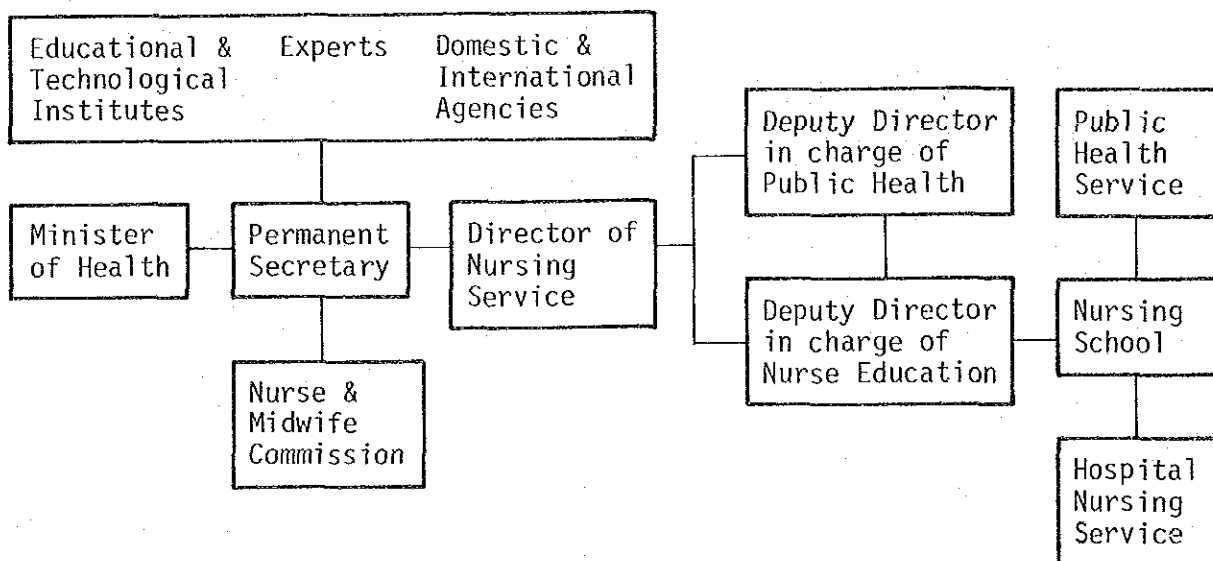 Educational & Experts Domestic &
Technological International
Institutes Agencies
Deputy Director
in charge of
Public Health
Public
Health
Service
Minister
of Health
Permanent
Secretary
Director of
Nursing
Service
Deputy Director
in charge of
Nurse Education
Nursing
School
Nurse &
Midwife
Commission
Hospital
Nursing
Service